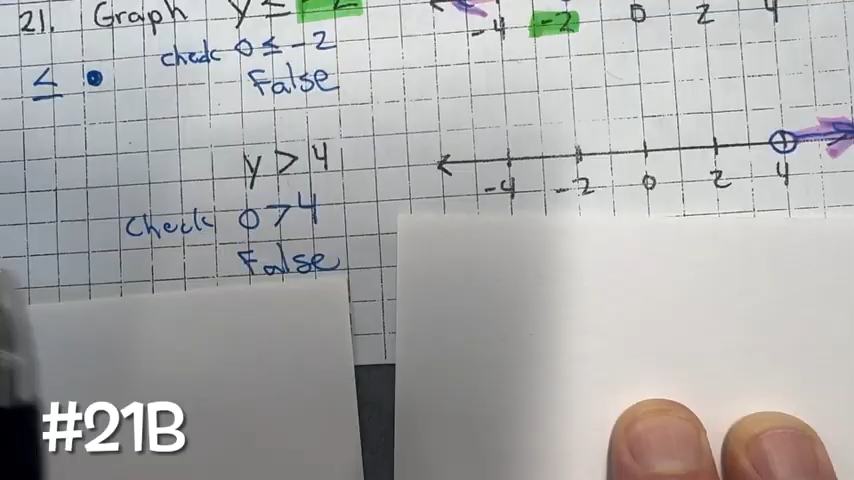 21. Graph y ≤ -2
-4 -2 0 2 4
check 0 ≤ -2
≤ •
False
y > 4
-4 -2 0 2 4
Check 0 > 4
False
#21B